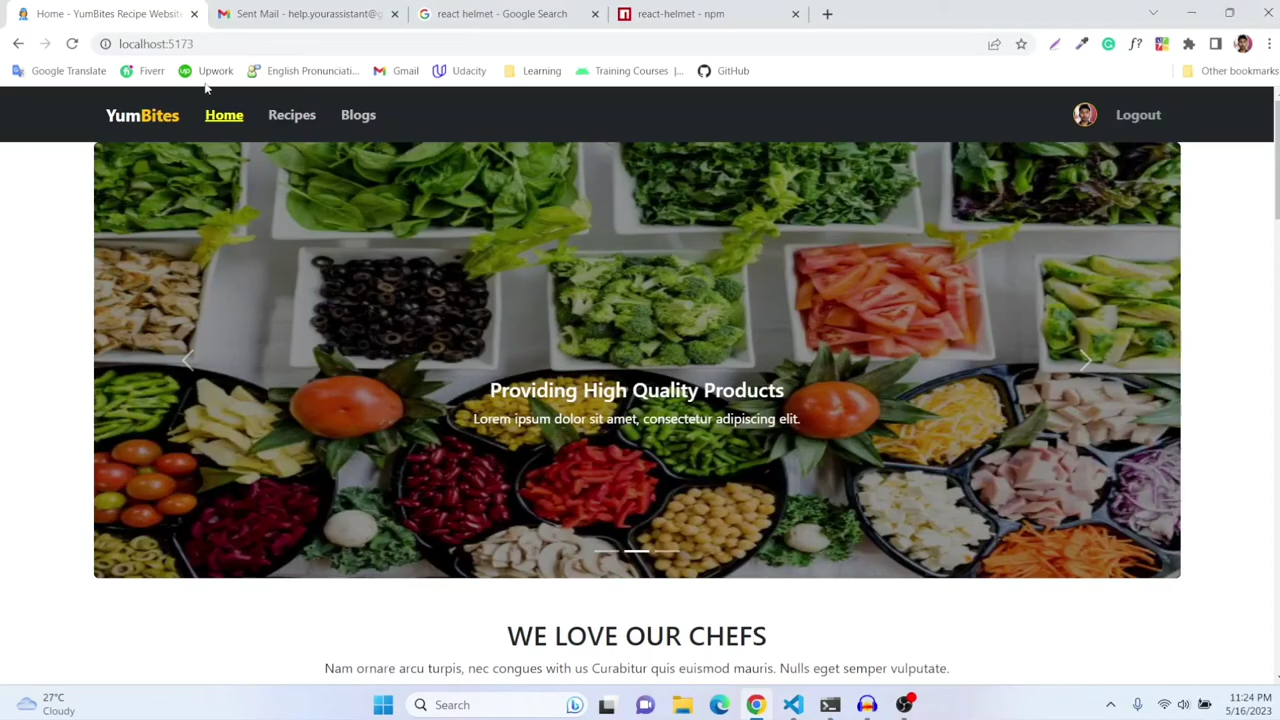 Home - YumBites Recipe Website
Sent Mail - help.yourassistant@g
react helmet - Google Search
react-helmet - npm
localhost:5173
Google Translate
Fiverr
Upwork
English Pronunciati...
Gmail
Udacity
Learning
Training Courses |...
GitHub
Other bookmarks
YumBites
Home
Recipes
Blogs
Logout
Providing High Quality Products
Lorem ipsum dolor sit amet, consectetur adipiscing elit.
WE LOVE OUR CHEFS
Nam ornare arcu turpis, nec congues with us Curabitur quis euismod mauris. Nulls eget semper vulputate.
27°C
Cloudy
Search
11:24 PM
5/16/2023